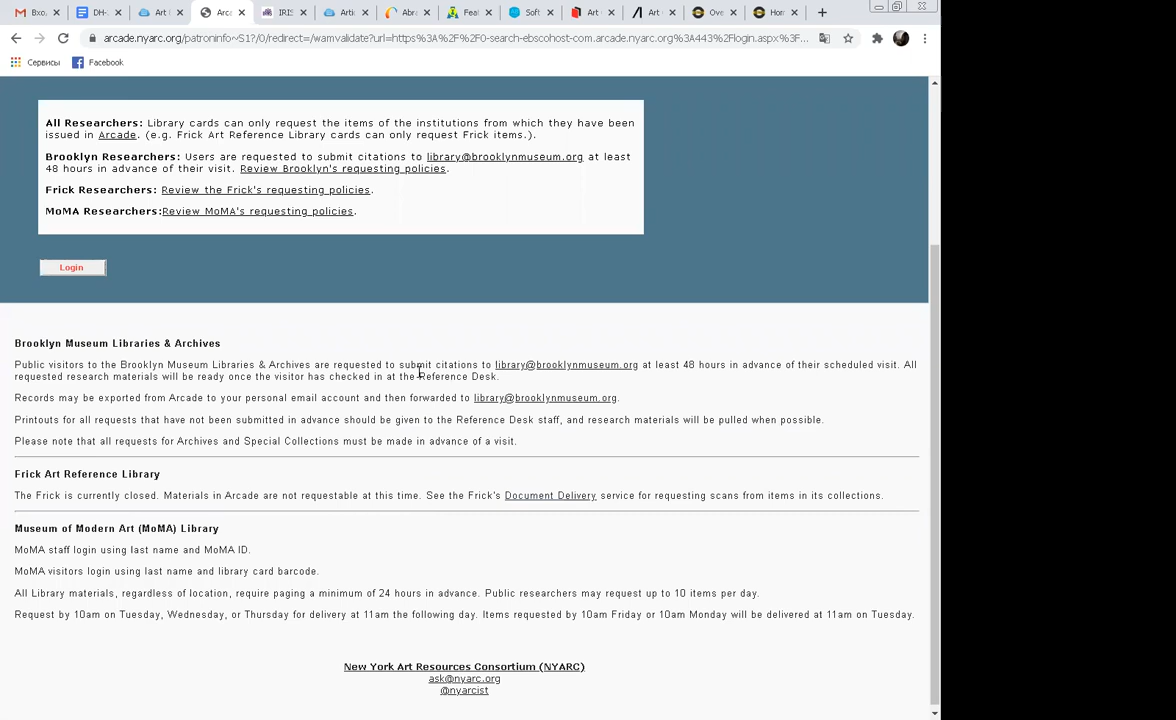 Вхо.
DH-
Art I
Arca
IRIS
Artis
Abra
Feat
Soft
Art
Art
Ove
Hor
arcade.nyarc.org/patroninfo~S1?/0/redirect=/wamvalidate?url=https%3A%2F%2F0-search-ebscohost-com.arcade.nyarc.org%3A443%2Flogin.aspx%3F...
Сервисы Facebook
All Researchers: Library cards can only request the items of the institutions from which they have been
issued in Arcade. (e.g. Frick Art Reference Library cards can only request Frick items.).
Brooklyn Researchers: Users are requested to submit citations to library@brooklynmuseum.org at least
48 hours in advance of their visit. Review Brooklyn's requesting policies.
Frick Researchers: Review the Frick's requesting policies.
MoMA Researchers:Review MoMA's requesting policies.
Login
Brooklyn Museum Libraries & Archives
Public visitors to the Brooklyn Museum Libraries & Archives are requested to submit citations to library@brooklynmuseum.org at least 48 hours in advance of their scheduled visit. All
requested research materials will be ready once the visitor has checked in at the Reference Desk.
Records may be exported from Arcade to your personal email account and then forwarded to library@brooklynmuseum.org.
Printouts for all requests that have not been submitted in advance should be given to the Reference Desk staff, and research materials will be pulled when possible.
Please note that all requests for Archives and Special Collections must be made in advance of a visit.
Frick Art Reference Library
The Frick is currently closed. Materials in Arcade are not requestable at this time. See the Frick's Document Delivery service for requesting scans from items in its collections.
Museum of Modern Art (MoMA) Library
MoMA staff login using last name and MoMA ID.
MoMA visitors login using last name and library card barcode.
All Library materials, regardless of location, require paging a minimum of 24 hours in advance. Public researchers may request up to 10 items per day.
Request by 10am on Tuesday, Wednesday, or Thursday for delivery at 11am the following day. Items requested by 10am Friday or 10am Monday will be delivered at 11am on Tuesday.
New York Art Resources Consortium (NYARC)
ask@nyarc.org
@nyarcist